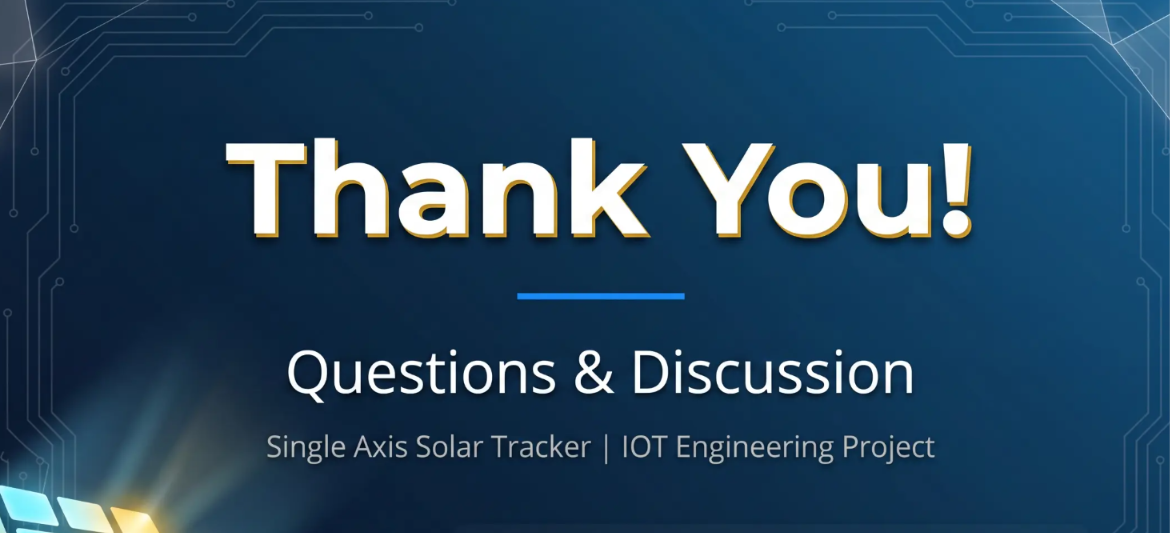 Thank You!
Questions & Discussion
Single Axis Solar Tracker | IOT Engineering Project